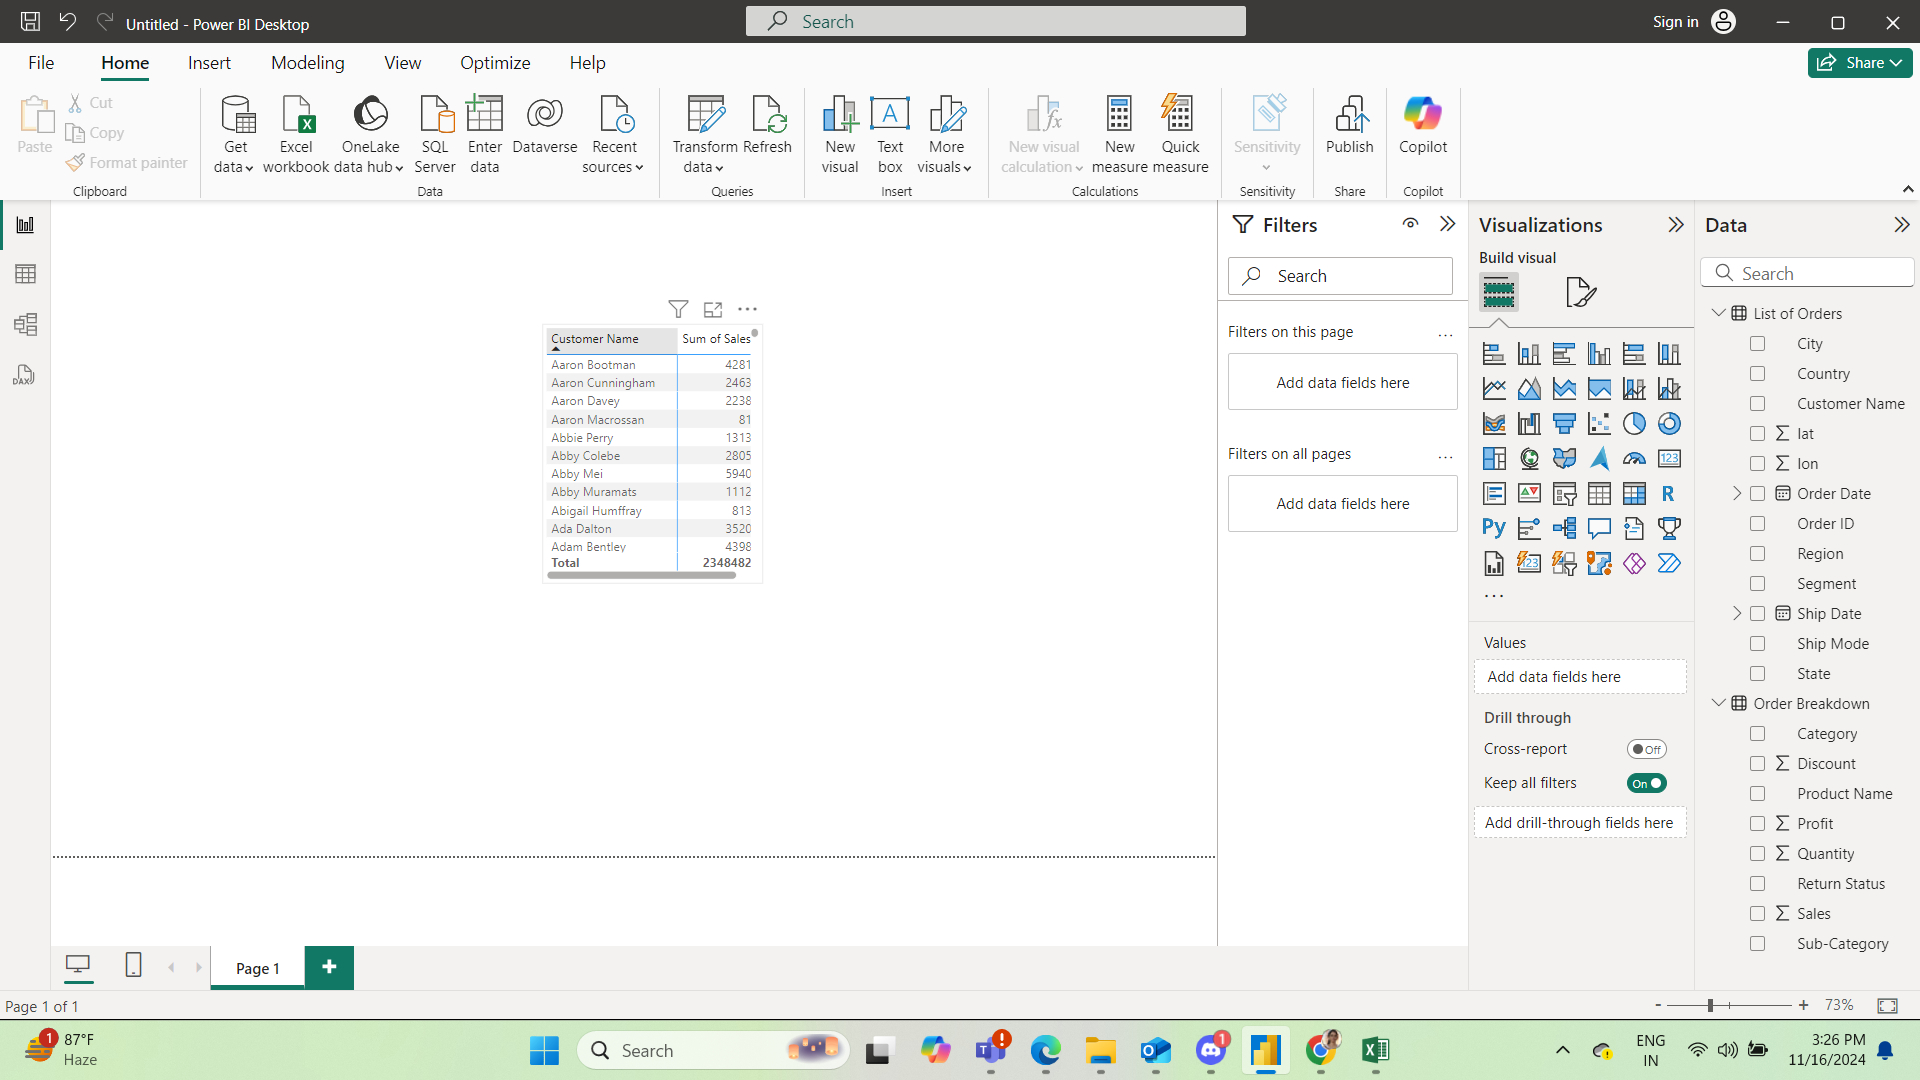 Untitled - Power BI Desktop
Search
Sign in
File
Home
Insert
Modeling
View
Optimize
Help
Share
Paste
Cut
Copy
Format painter
Clipboard
Get data
Excel workbook
OneLake data hub
SQL Server
Enter data
Dataverse
Recent sources
Data
Transform data
Refresh
Queries
New visual
A
Text box
More visuals
Insert
New visual calculation
New measure
Quick measure
Calculations
Sensitivity
Sensitivity
Publish
Share
Copilot
Copilot
DAX
Customer Name Sum of Sales
Aaron Bootman 4281
Aaron Cunningham 2463
Aaron Davey 2238
Aaron Macrossan 81
Abbie Perry 1313
Abby Colebe 2805
Abby Mei 5940
Abby Muramats 1112
Abigail Humffray 813
Ada Dalton 3520
Adam Bentley 4398
Total 2348482
Filters
Search
Filters on this page
...
Add data fields here
Filters on all pages
...
Add data fields here
Visualizations
Build visual
123
R
Py
123
...
Values
Add data fields here
Drill through
Cross-report
Off
Keep all filters
On
Add drill-through fields here
Data
Search
List of Orders
City
Country
Customer Name
∑ lat
∑ lon
Order Date
Order ID
Region
Segment
Ship Date
Ship Mode
State
Order Breakdown
Category
∑ Discount
Product Name
∑ Profit
∑ Quantity
Return Status
∑ Sales
Sub-Category
Page 1
+
Page 1 of 1
- + 73%
1
87°F
Haze
Search
1
ENG
IN
3:26 PM
11/16/2024